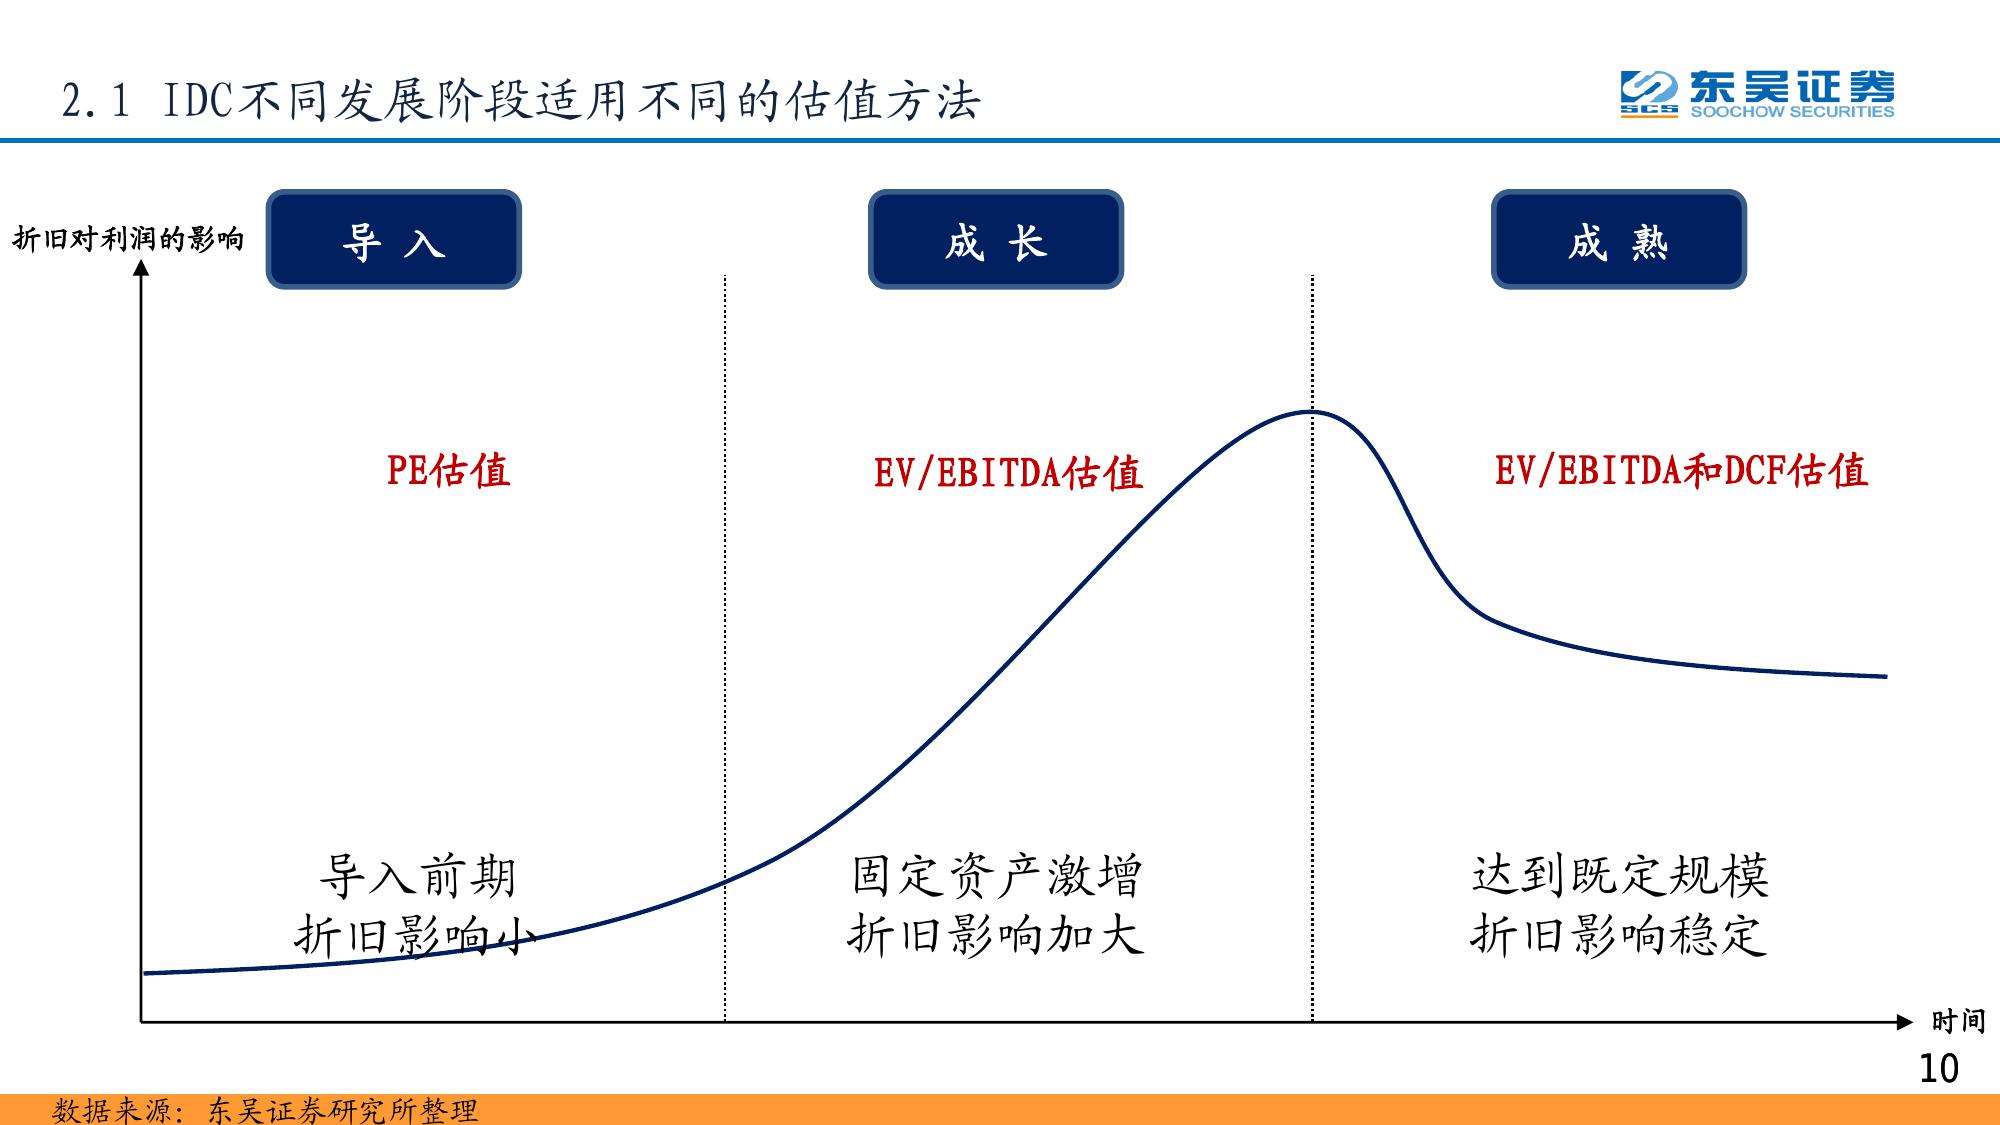 2.1 IDC不同发展阶段适用不同的估值方法
东吴证券
SCS
SOOCHOW SECURITIES
折旧对利润的影响
导 入
成 长
成 熟
PE估值
EV/EBITDA估值
EV/EBITDA和DCF估值
导入前期
折旧影响小
固定资产激增
折旧影响加大
达到既定规模
折旧影响稳定
时间
10
数据来源：东吴证券研究所整理